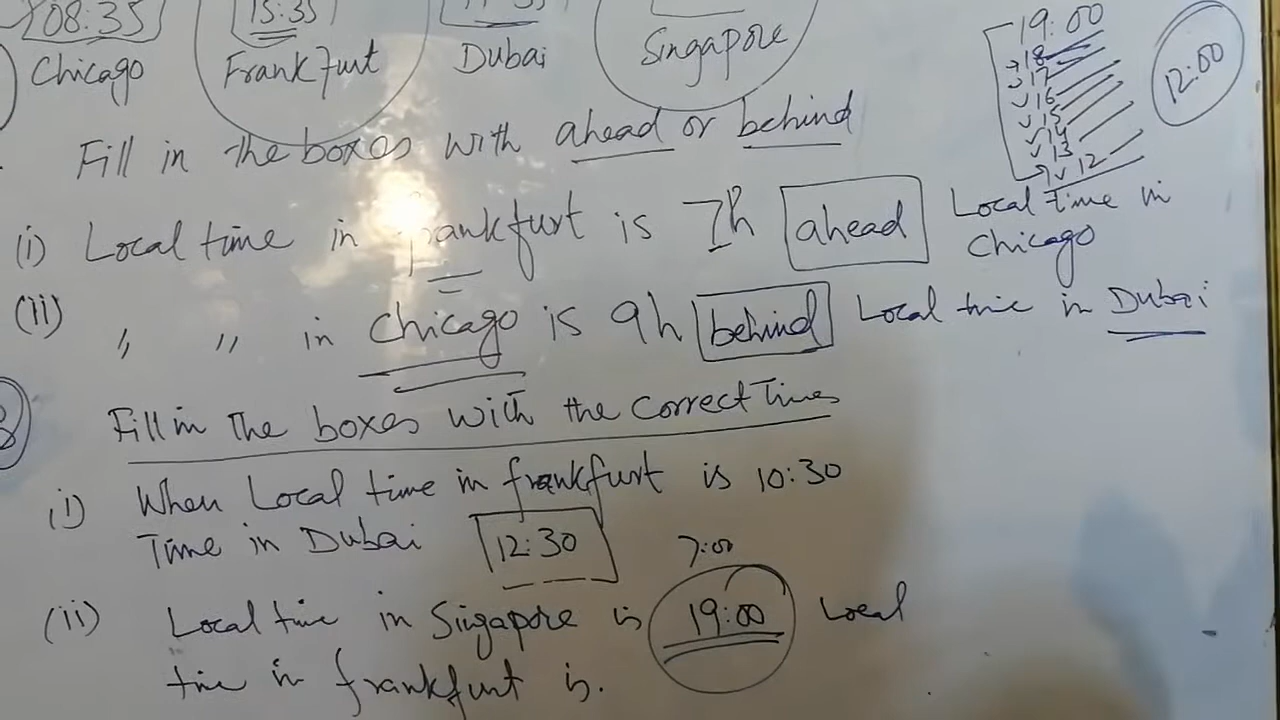 08:35 15:35
Chicago Frankfurt Dubai Singapore
19:00
18
17
16
15
14
13
12
12:00
Fill in the boxes with ahead or behind
(i) Local time in Frankfurt is 7h ahead Local time in Chicago
(ii) " " in Chicago is 9h behind Local time in Dubai
Fill in The boxes with the correct Times
i) When Local time in frankfurt is 10:30
Time in Dubai 12:30
7:00
(ii) Local time in Singapore is 19:00 Local
time in frankfurt is.